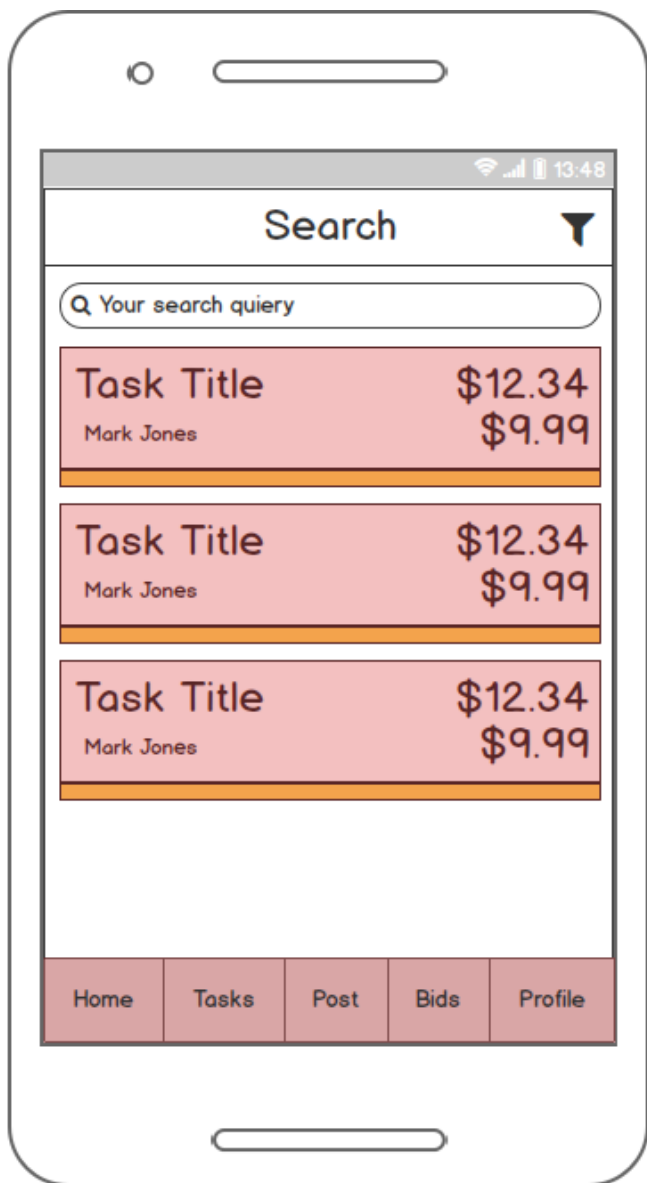 13:48
Search
Your search quiery
Task Title $12.34
Mark Jones $9.99
Task Title $12.34
Mark Jones $9.99
Task Title $12.34
Mark Jones $9.99
Home Tasks Post Bids Profile